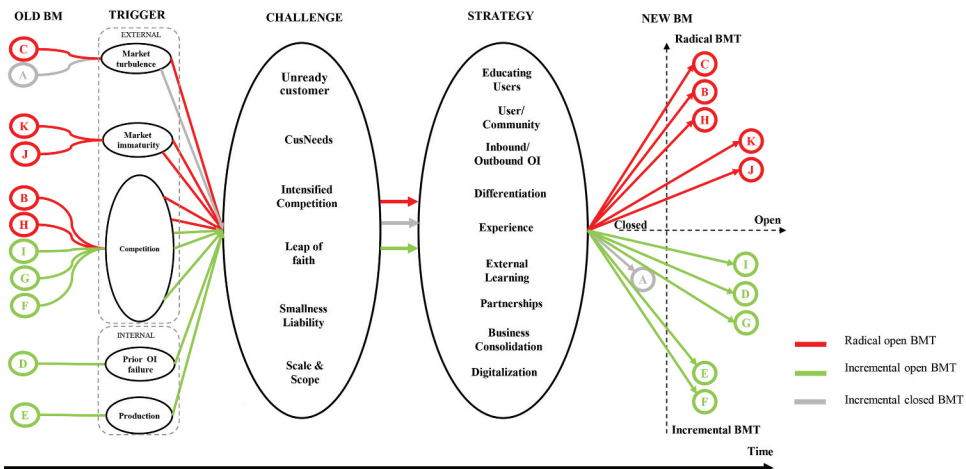 OLD BM
TRIGGER
CHALLENGE
STRATEGY
NEW BM
EXTERNAL
C
A
Market
turbulence
K
J
Market
immaturity
B
H
I
G
F
Competition
INTERNAL
D
Prior OI
failure
E
Production
Unready
customer
CusNeeds
Intensified
Competition
Leap of
faith
Smallness
Liability
Scale &
Scope
Educating
Users
User/
Community
Inbound/
Outbound OI
Differentiation
Experience
External
Learning
Partnerships
Business
Consolidation
Digitalization
Radical BMT
C
B
H
K
J
Closed
Open
A
I
D
G
E
F
Incremental BMT
Radical open BMT
Incremental open BMT
Incremental closed BMT
Time